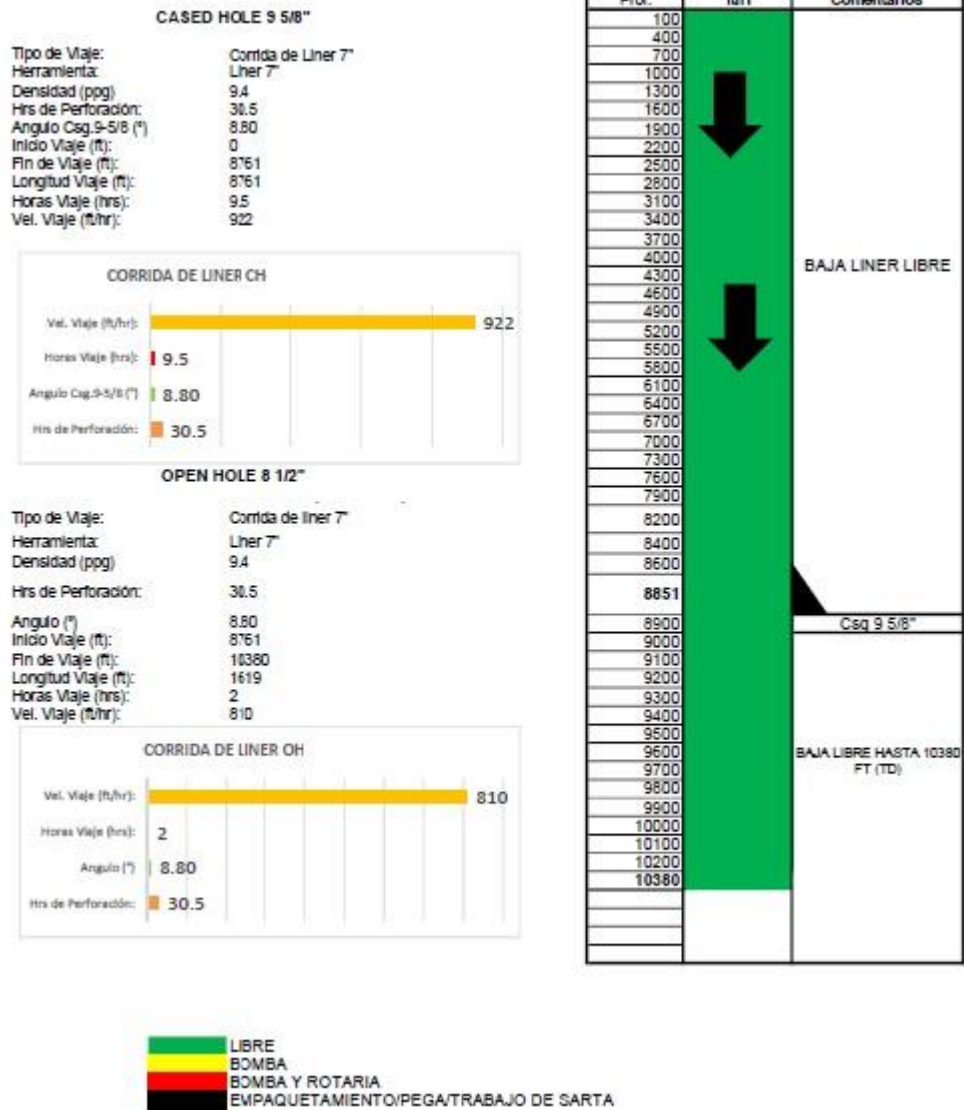 CASED HOLE 9 5/8"
Tipo de Viaje: Corrida de Liner 7"
Herramienta: Liner 7"
Densidad (ppg) 9.4
Hrs de Perforación: 30.5
Angulo Csg.9-5/8 (°) 8.80
Inicio Viaje (ft): 0
Fin de Viaje (ft): 8761
Longitud Viaje (ft): 8761
Horas Viaje (hrs): 9.5
Vel. Viaje (ft/hr): 922
CORRIDA DE LINER CH
Vel. Viaje (ft/hr): 922
Horas Viaje (hrs): 9.5
Angulo Csg.9-5/8 (°) 8.80
Hrs de Perforación: 30.5
OPEN HOLE 8 1/2"
Tipo de Viaje: Corrida de liner 7"
Herramienta: Liner 7"
Densidad (ppg) 9.4
Hrs de Perforación: 30.5
Angulo (°) 8.80
Inicio Viaje (ft): 8761
Fin de Viaje (ft): 10380
Longitud Viaje (ft): 1619
Horas Viaje (hrs): 2
Vel. Viaje (ft/hr): 810
CORRIDA DE LINER OH
Vel. Viaje (ft/hr): 810
Horas Viaje (hrs): 2
Angulo (°) 8.80
Hrs de Perforación: 30.5
Prof. Comentarios
100
400
700
1000
1300
1600
1900
2200
2500
2800
3100
3400
3700
4000
BAJA LINER LIBRE
4300
4600
4900
5200
5500
5800
6100
6400
6700
7000
7300
7600
7900
8200
8400
8600
8851
8900 Csg 9 5/8"
9000
9100
9200
9300
9400
9500
9600 BAJA LIBRE HASTA 10380
9700 FT (TD)
9800
9900
10000
10100
10200
10380
LIBRE
BOMBA
BOMBA Y ROTARIA
EMPAQUETAMIENTO/PEGA/TRABAJO DE SARTA